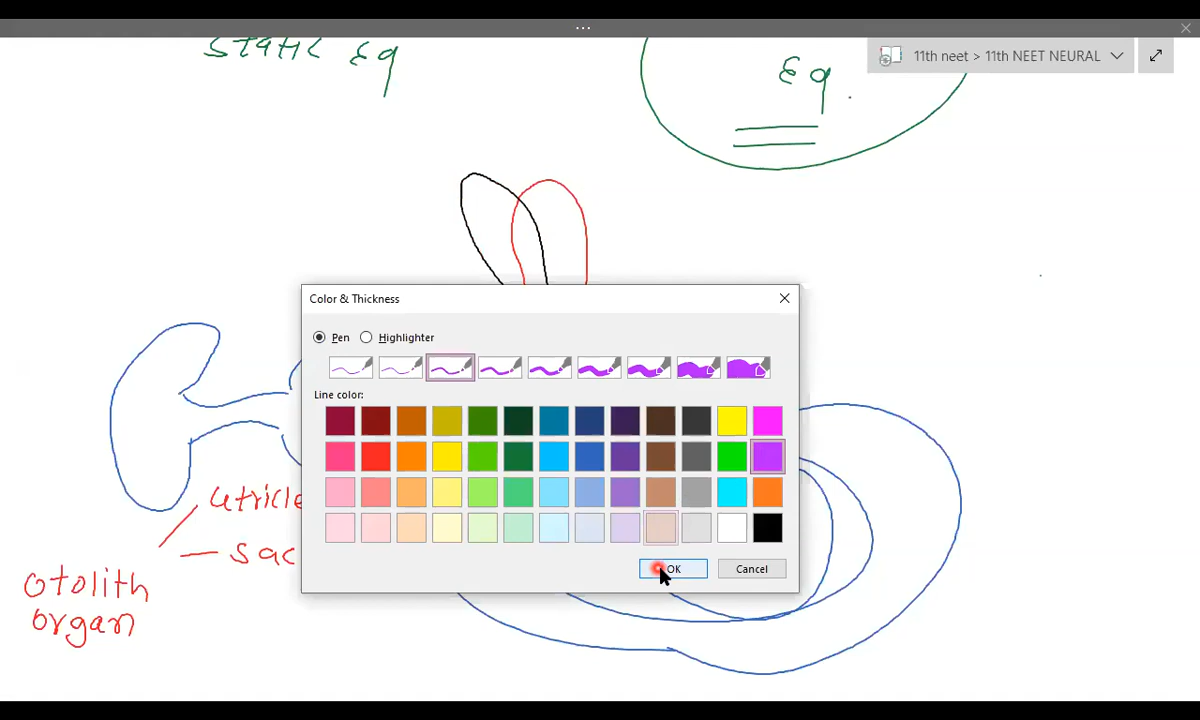 ...
static Eq
Eq.
11th neet > 11th NEET NEURAL
Color & Thickness
Pen Highlighter
Line color:
utricle
sac
OK Cancel
otolith
organ